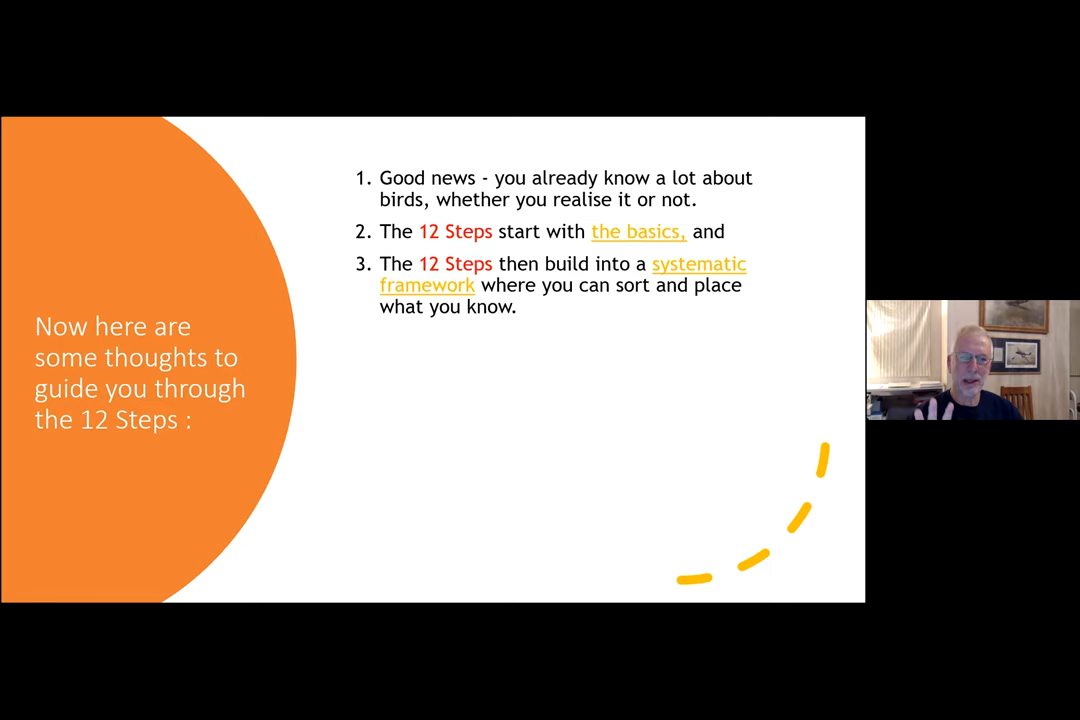 Now here are
some thoughts to
guide you through
the 12 Steps :
1. Good news - you already know a lot about
birds, whether you realise it or not.
2. The 12 Steps start with the basics, and
3. The 12 Steps then build into a systematic
framework where you can sort and place
what you know.